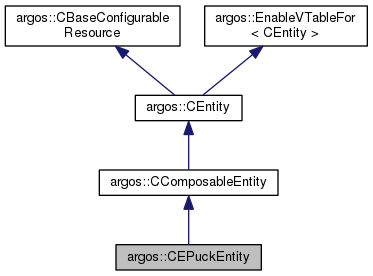 argos::CBaseConfigurable
Resource
argos::EnableVTableFor
< CEntity >
argos::CEntity
argos::CComposableEntity
argos::CEPuckEntity